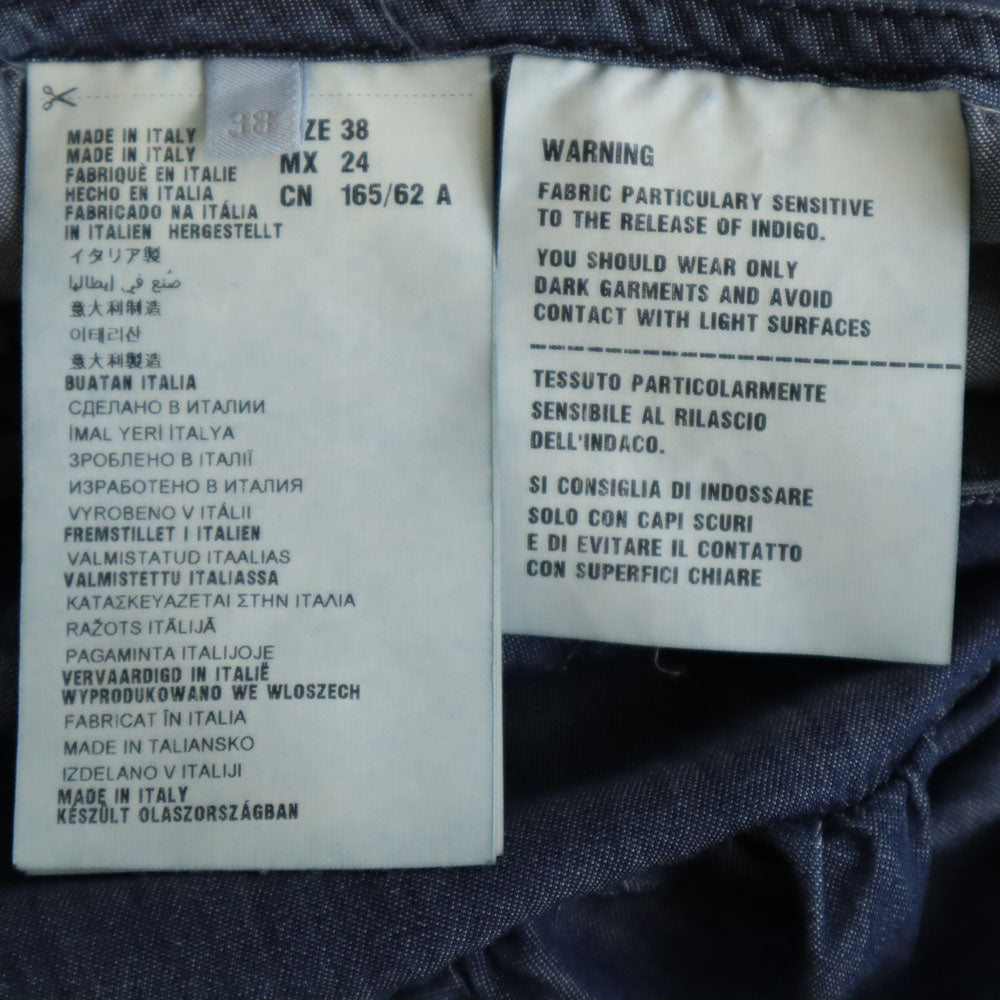 38
MADE IN ITALY
MADE IN ITALY
FABRIQUÈ EN ITALIE
HECHO EN ITALIA
FABRICADO NA ITÁLIA
IN ITALIEN HERGESTELLT
イタリア製
صُنع في إيطاليا
意大利制造
이태리산
意大利製造
BUATAN ITALIA
СДЕЛАНО В ИТАЛИИ
İMAL YERİ İTALYA
ЗРОБЛЕНО В ІТАЛІЇ
ИЗРАБОТЕНО В ИТАЛИЯ
VYROBENO V ITÁLII
FREMSTILLET I ITALIEN
VALMISTATUD ITAALIAS
VALMISTETTU ITALIASSA
ΚΑΤΑΣΚΕΥΑΖΕΤΑΙ ΣΤΗΝ ΙΤΑΛΙΑ
RAŽOTS ITĀLIJĀ
PAGAMINTA ITALIJOJE
VERVAARDIGD IN ITALIË
WYPRODUKOWANO WE WLOSZECH
FABRICAT ÎN ITALIA
MADE IN TALIANSKO
IZDELANO V ITALIJI
MADE IN ITALY
KÉSZÜLT OLASZORSZÁGBAN
ZE 38
MX 24
CN 165/62 A
WARNING
FABRIC PARTICULARY SENSITIVE
TO THE RELEASE OF INDIGO.
YOU SHOULD WEAR ONLY
DARK GARMENTS AND AVOID
CONTACT WITH LIGHT SURFACES
TESSUTO PARTICOLARMENTE
SENSIBILE AL RILASCIO
DELL'INDACO.
SI CONSIGLIA DI INDOSSARE
SOLO CON CAPI SCURI
E DI EVITARE IL CONTATTO
CON SUPERFICI CHIARE